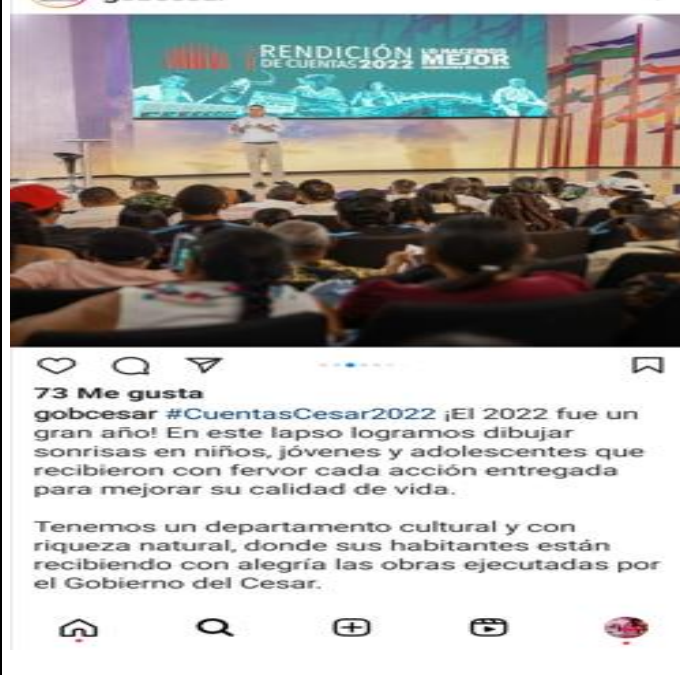 RENDICIÓN
DE CUENTAS 2022
LO HACEMOS
MEJOR
73 Me gusta
gobcesar #CuentasCesar2022 ¡El 2022 fue un
gran año! En este lapso logramos dibujar
sonrisas en niños, jóvenes y adolescentes que
recibieron con fervor cada acción entregada
para mejorar su calidad de vida.
Tenemos un departamento cultural y con
riqueza natural, donde sus habitantes están
recibiendo con alegría las obras ejecutadas por
el Gobierno del Cesar.